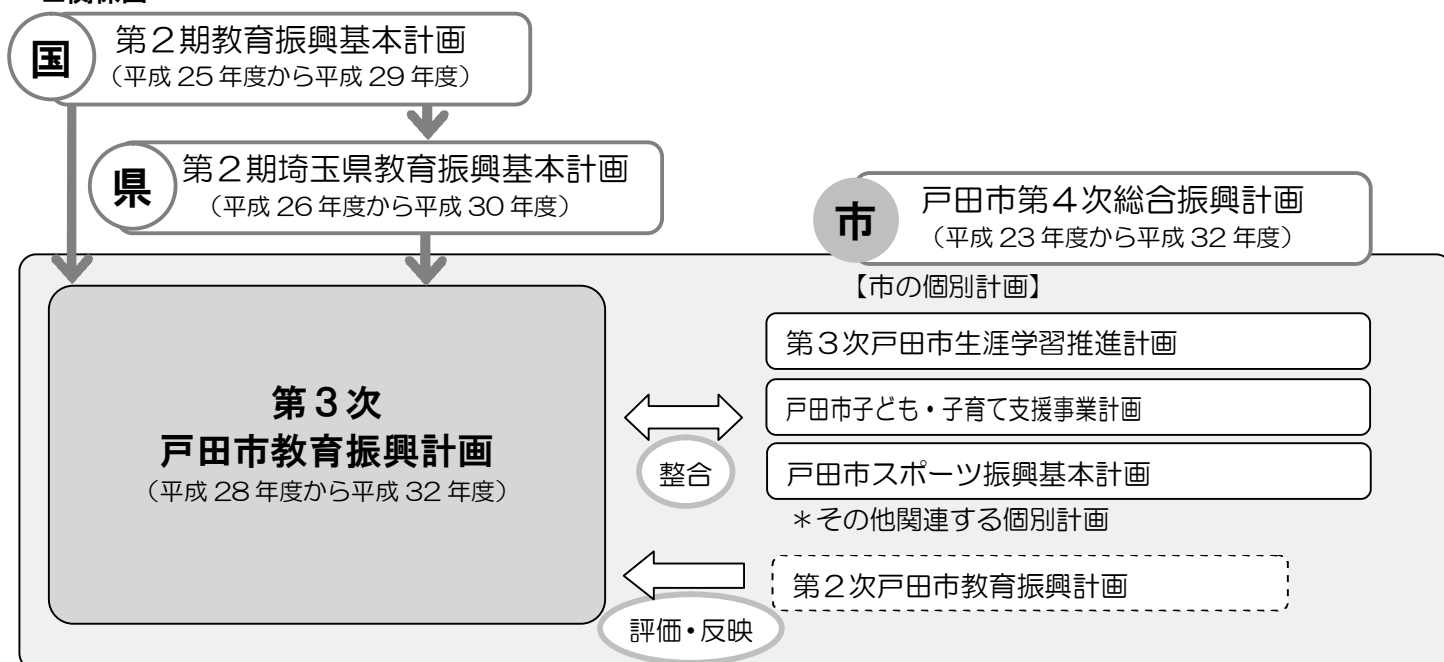 国
第2期教育振興基本計画
(平成 25 年度から平成 29 年度)
県
第2期埼玉県教育振興基本計画
(平成 26 年度から平成 30 年度)
市
戸田市第4次総合振興計画
(平成 23 年度から平成 32 年度)
【市の個別計画】
第3次戸田市生涯学習推進計画
戸田市子ども・子育て支援事業計画
戸田市スポーツ振興基本計画
*その他関連する個別計画
第3次
戸田市教育振興計画
(平成 28 年度から平成 32 年度)
整合
第2次戸田市教育振興計画
評価・反映